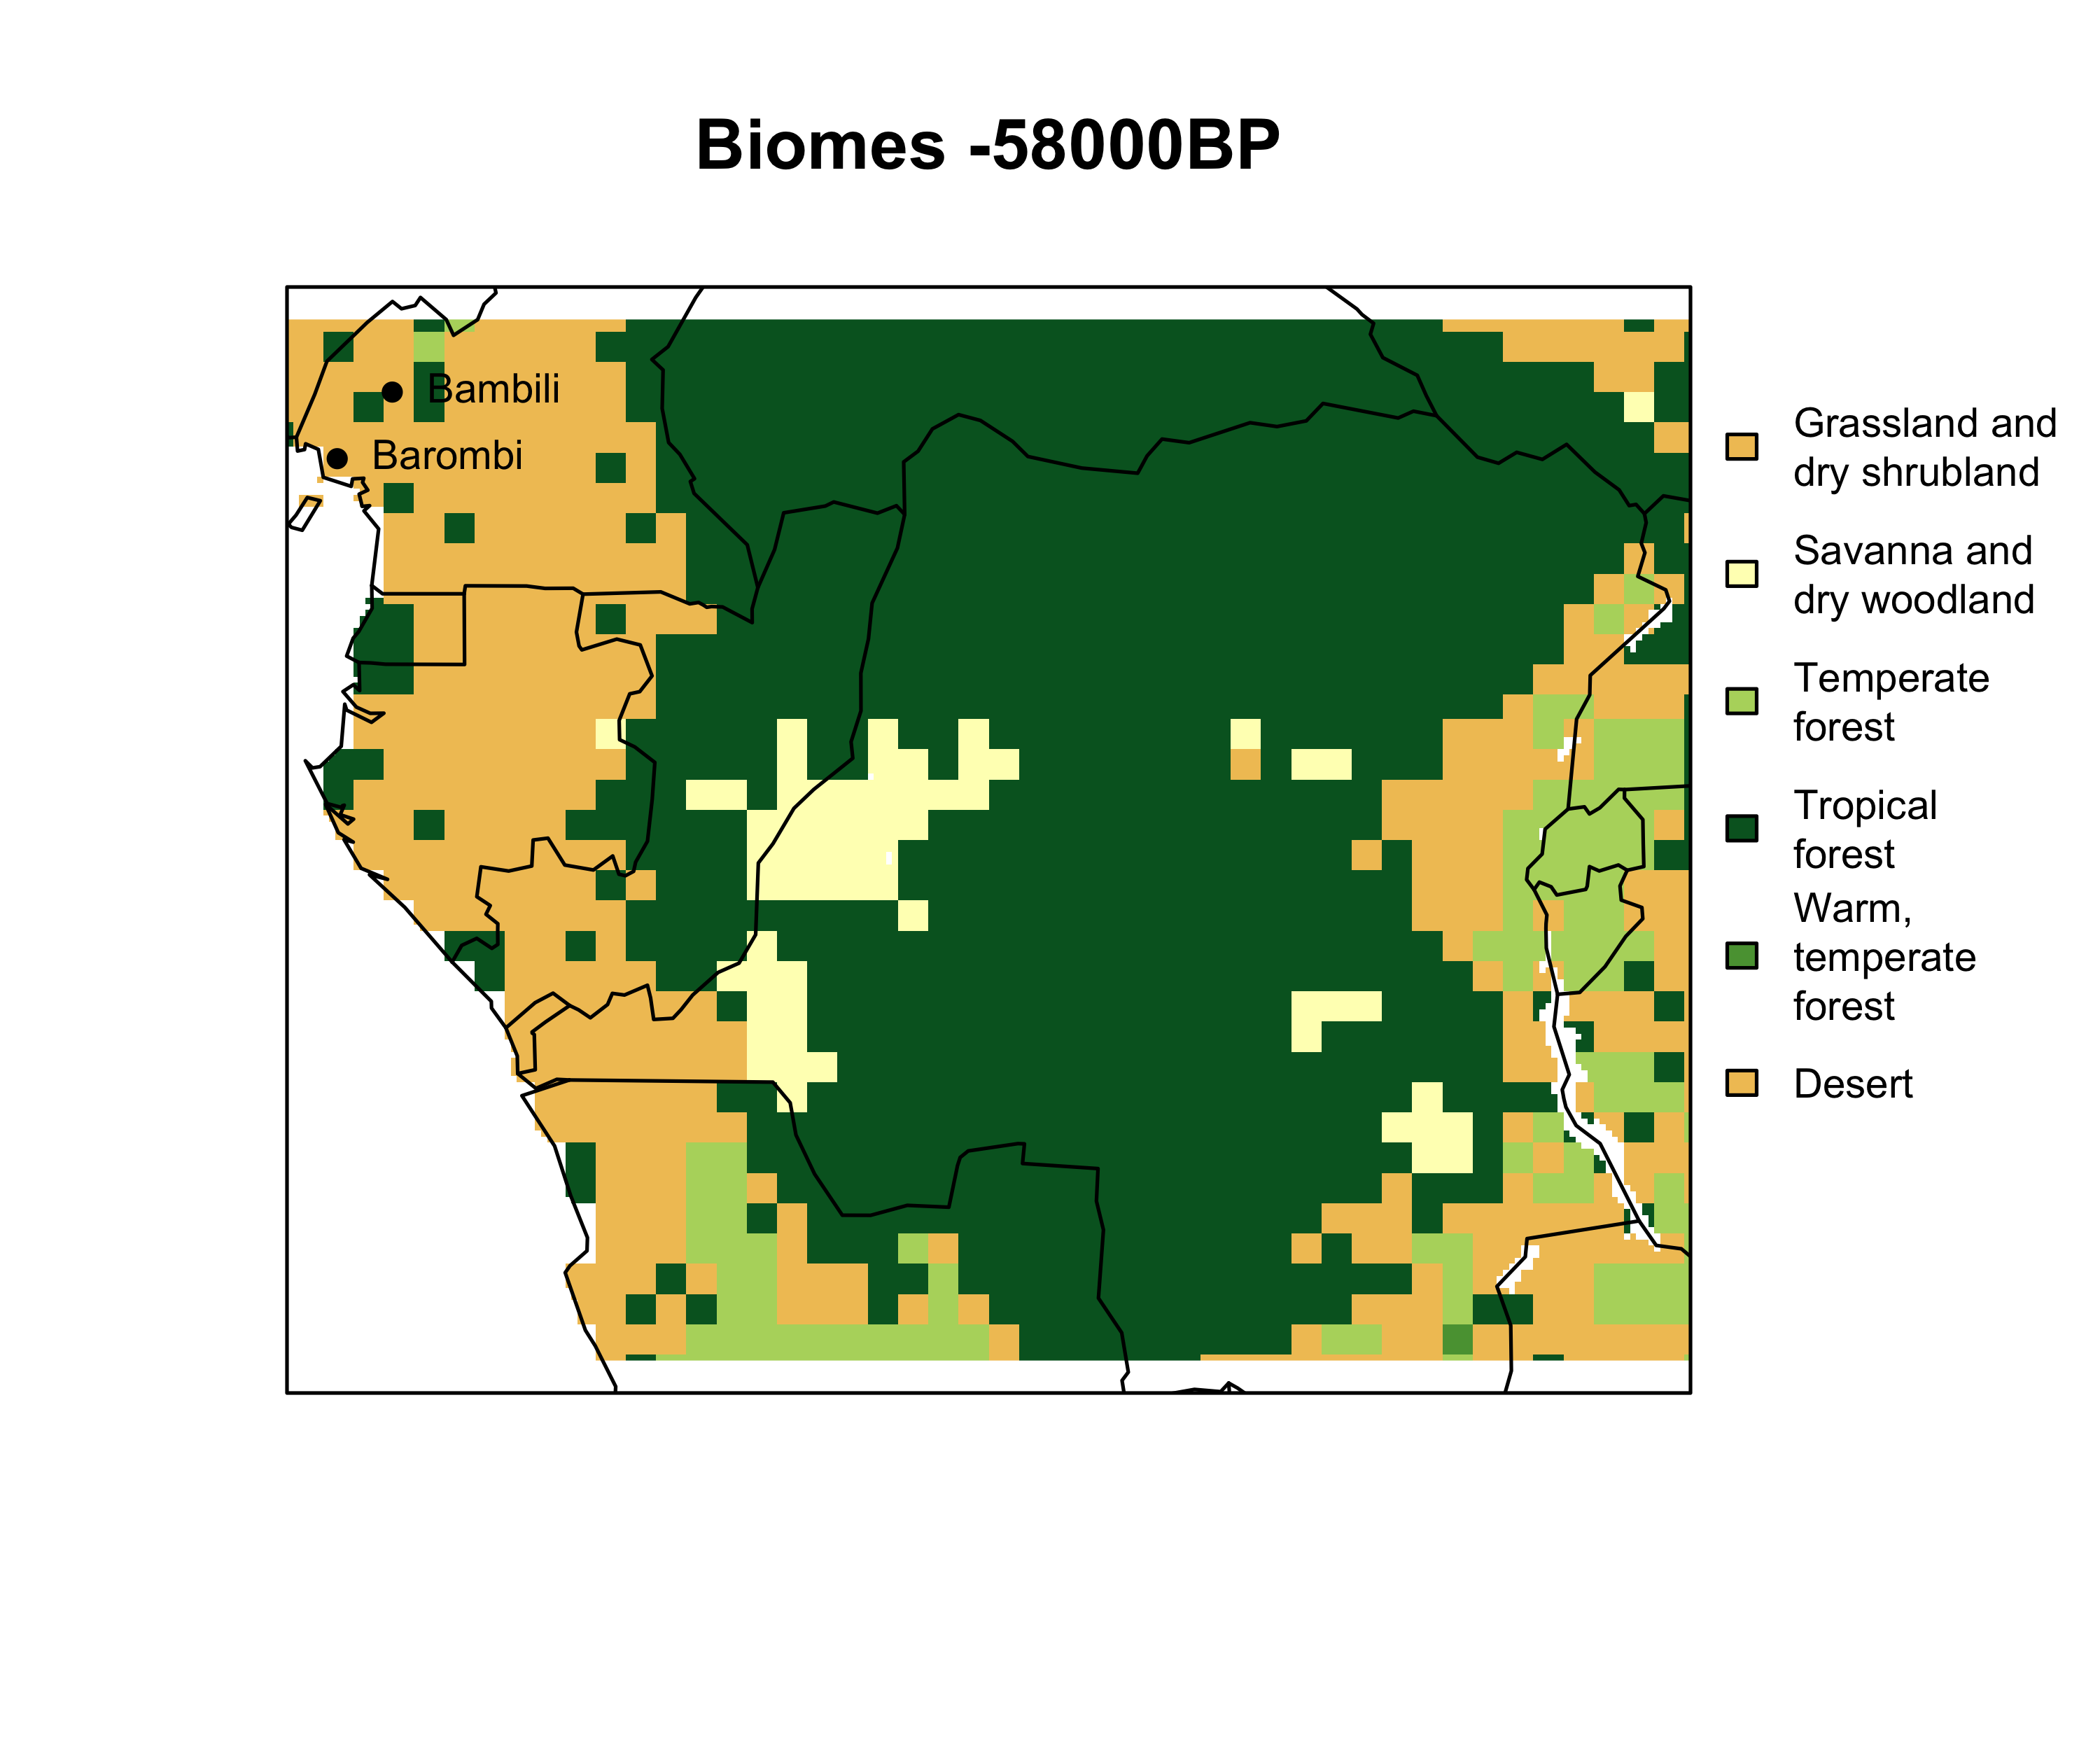 Biomes -58000BP
Bambili
Barombi
Grassland and
dry shrubland
Savanna and
dry woodland
Temperate
forest
Tropical
forest
Warm,
temperate
forest
Desert